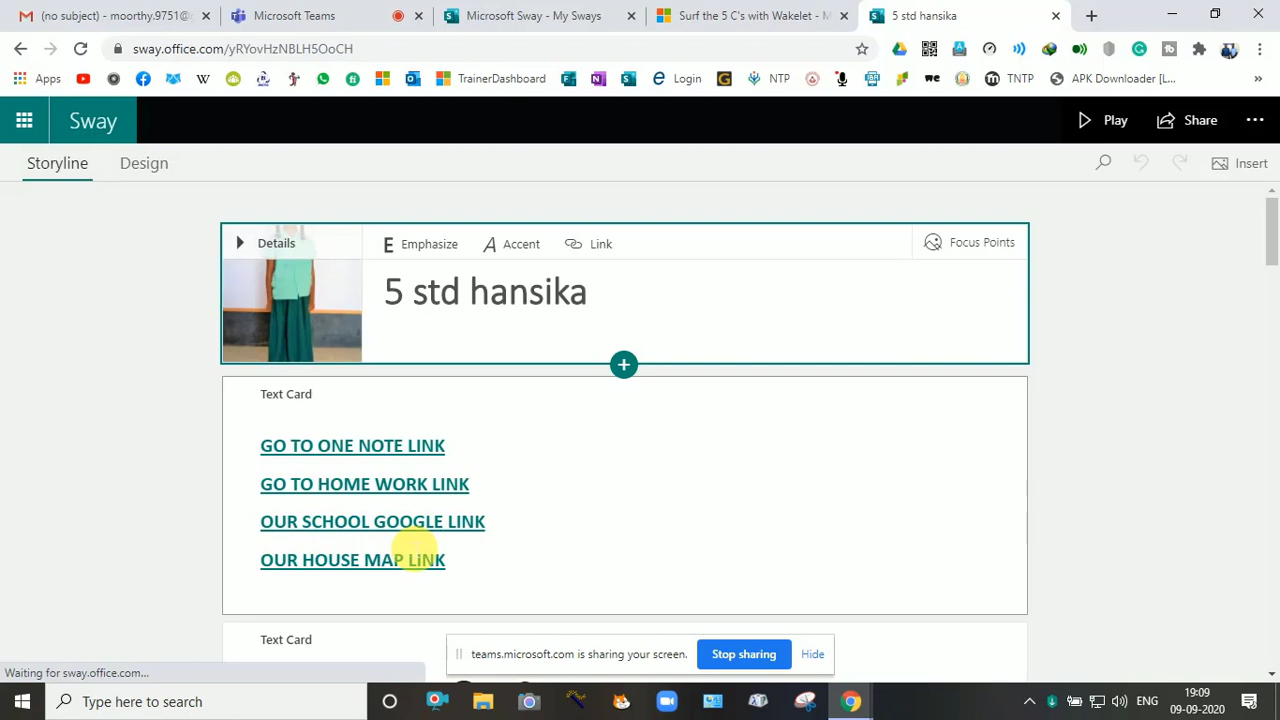 (no subject) - moorthy.9751@
Microsoft Teams
Microsoft Sway - My Sways
Surf the 5 C's with Wakelet - M
5 std hansika
sway.office.com/yRYovHzNBLH5OoCH
Apps
TrainerDashboard
Login
NTP
TNTP
APK Downloader [L...
Sway
Play
Share
Storyline
Design
Insert
Details
E Emphasize
A Accent
Link
Focus Points
5 std hansika
Text Card
GO TO ONE NOTE LINK
GO TO HOME WORK LINK
OUR SCHOOL GOOGLE LINK
OUR HOUSE MAP LiNK
Text Card
teams.microsoft.com is sharing your screen.
Stop sharing
Hide
Waiting for sway.office.com...
Type here to search
ENG
19:09
09-09-2020